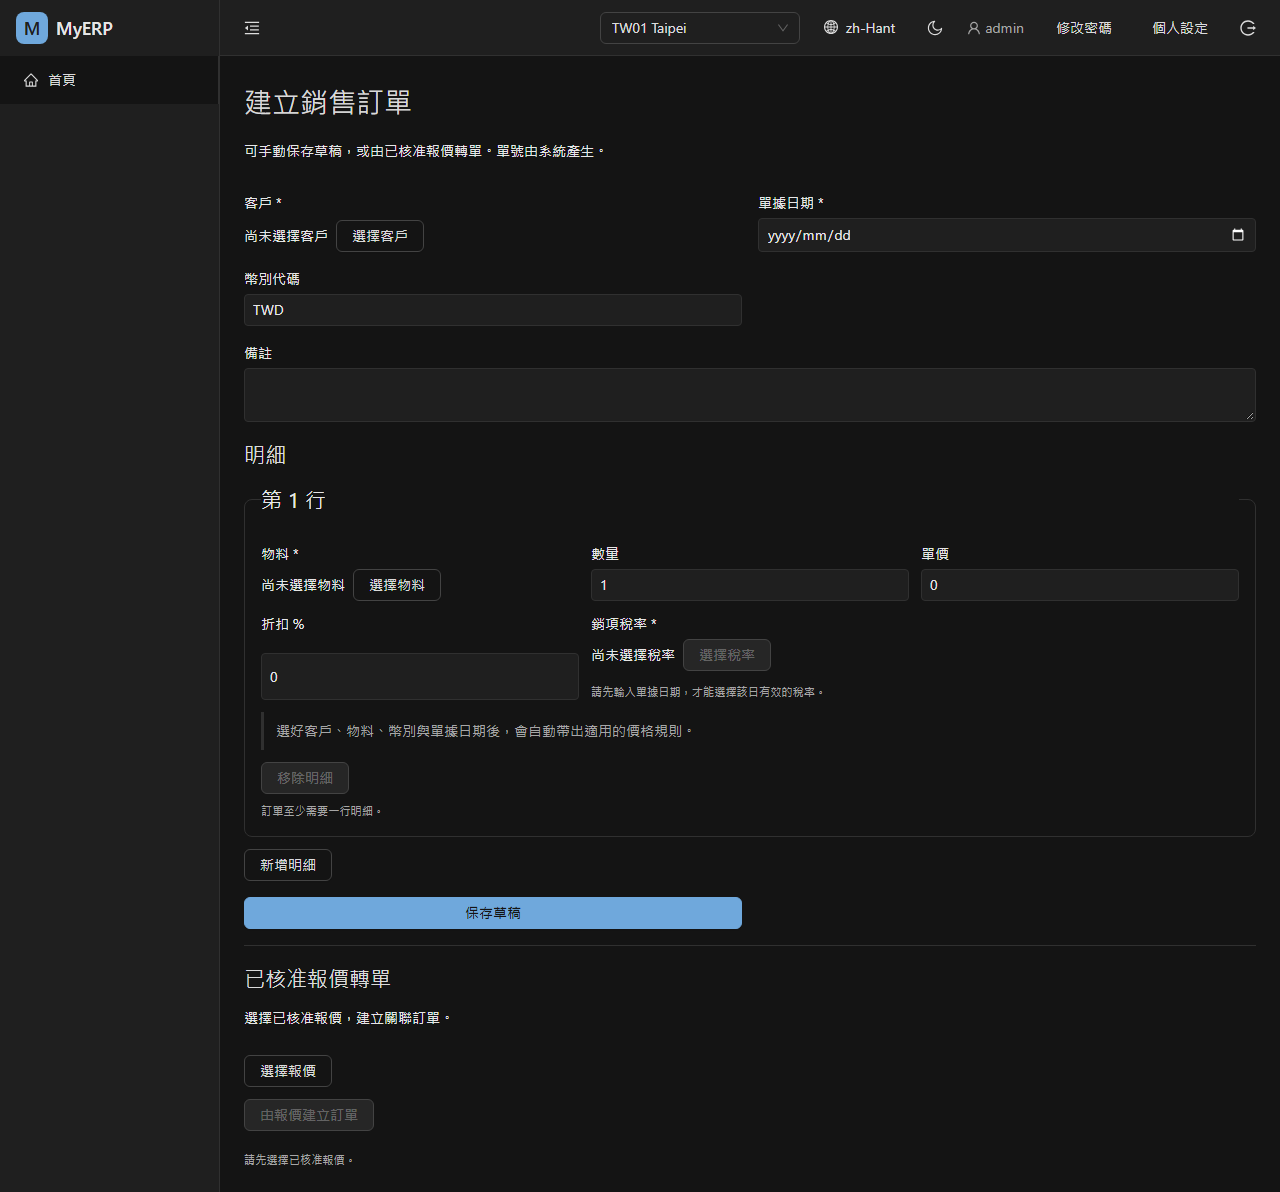 M MyERP
TW01 Taipei
zh-Hant
admin
修改密碼
個人設定
首頁
建立銷售訂單
可手動保存草稿，或由已核准報價轉單。單號由系統產生。
客戶 *
單據日期 *
尚未選擇客戶 選擇客戶
yyyy/mm/dd
幣別代碼
TWD
備註
明細
第 1 行
物料 *
數量
單價
尚未選擇物料 選擇物料
1
0
折扣 %
銷項稅率 *
0
尚未選擇稅率 選擇稅率
請先輸入單據日期，才能選擇該日有效的稅率。
選好客戶、物料、幣別與單據日期後，會自動帶出適用的價格規則。
移除明細
訂單至少需要一行明細。
新增明細
保存草稿
已核准報價轉單
選擇已核准報價，建立關聯訂單。
選擇報價
由報價建立訂單
請先選擇已核准報價。